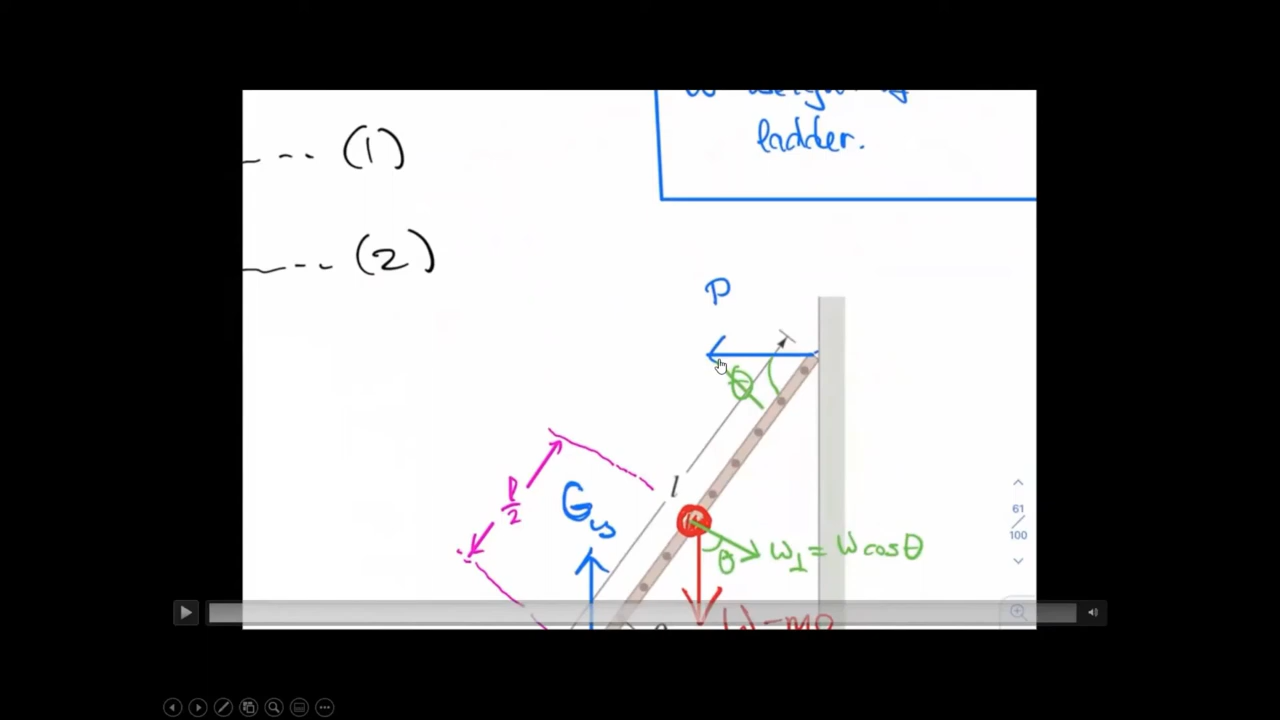 (1)
ladder.
(2)
P
θ
l
2
l
G
θ W⊥ = W cos θ
61
100